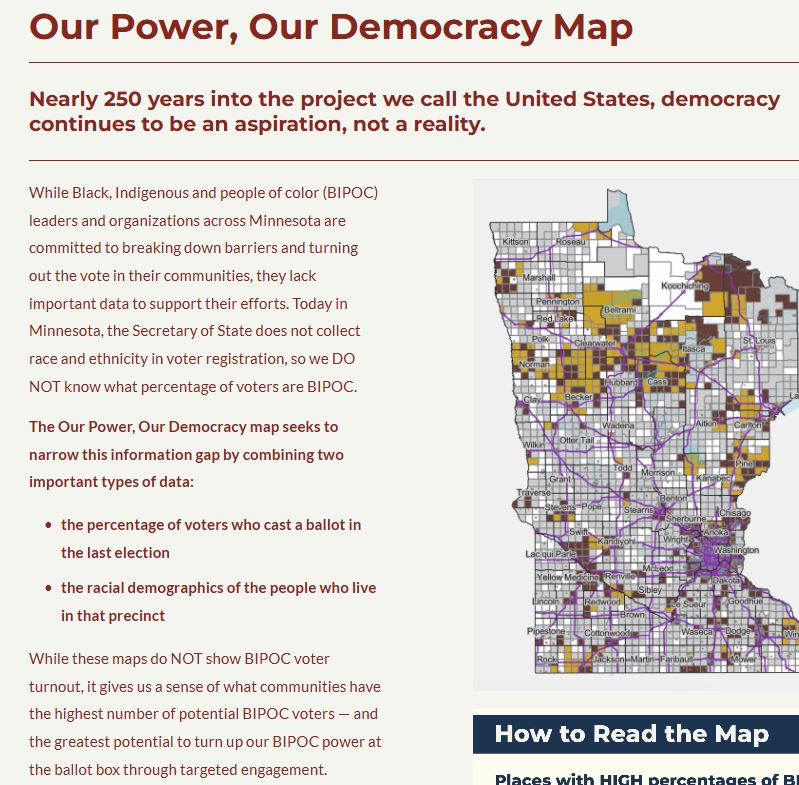 Our Power, Our Democracy Map
Nearly 250 years into the project we call the United States, democracy
continues to be an aspiration, not a reality.
While Black, Indigenous and people of color (BIPOC)
leaders and organizations across Minnesota are
committed to breaking down barriers and turning
out the vote in their communities, they lack
important data to support their efforts. Today in
Minnesota, the Secretary of State does not collect
race and ethnicity in voter registration, so we DO
NOT know what percentage of voters are BIPOC.
The Our Power, Our Democracy map seeks to
narrow this information gap by combining two
important types of data:
• the percentage of voters who cast a ballot in
the last election
• the racial demographics of the people who live
in that precinct
While these maps do NOT show BIPOC voter
turnout, it gives us a sense of what communities have
the highest number of potential BIPOC voters — and
the greatest potential to turn up our BIPOC power at
the ballot box through targeted engagement.
Kittson Roseau
Marshall
Koochiching
Pennington
Beltrami
Red Lake
Polk Clearwater Itasca St. Louis
Norman
Hubbard Cass
Clay Becker La
Wadena Aitkin Carlton
Wilkin Otter Tail
Todd Morrison Pine
Grant Kanabec
Traverse
Stevens Pope Stearns Benton
Sherburne Chisago
Swift Anoka
Kandiyohi Wright
Lac qui Parle Washington
McLeod
Yellow Medicine Renville Dakota
Sibley
Lincoln Redwood Le Sueur Goodhue
Brown
Pipestone Cottonwood Waseca Dodge Win
Rock Jackson Martin Faribault Mower
How to Read the Map
Places with HIGH percentages of BI